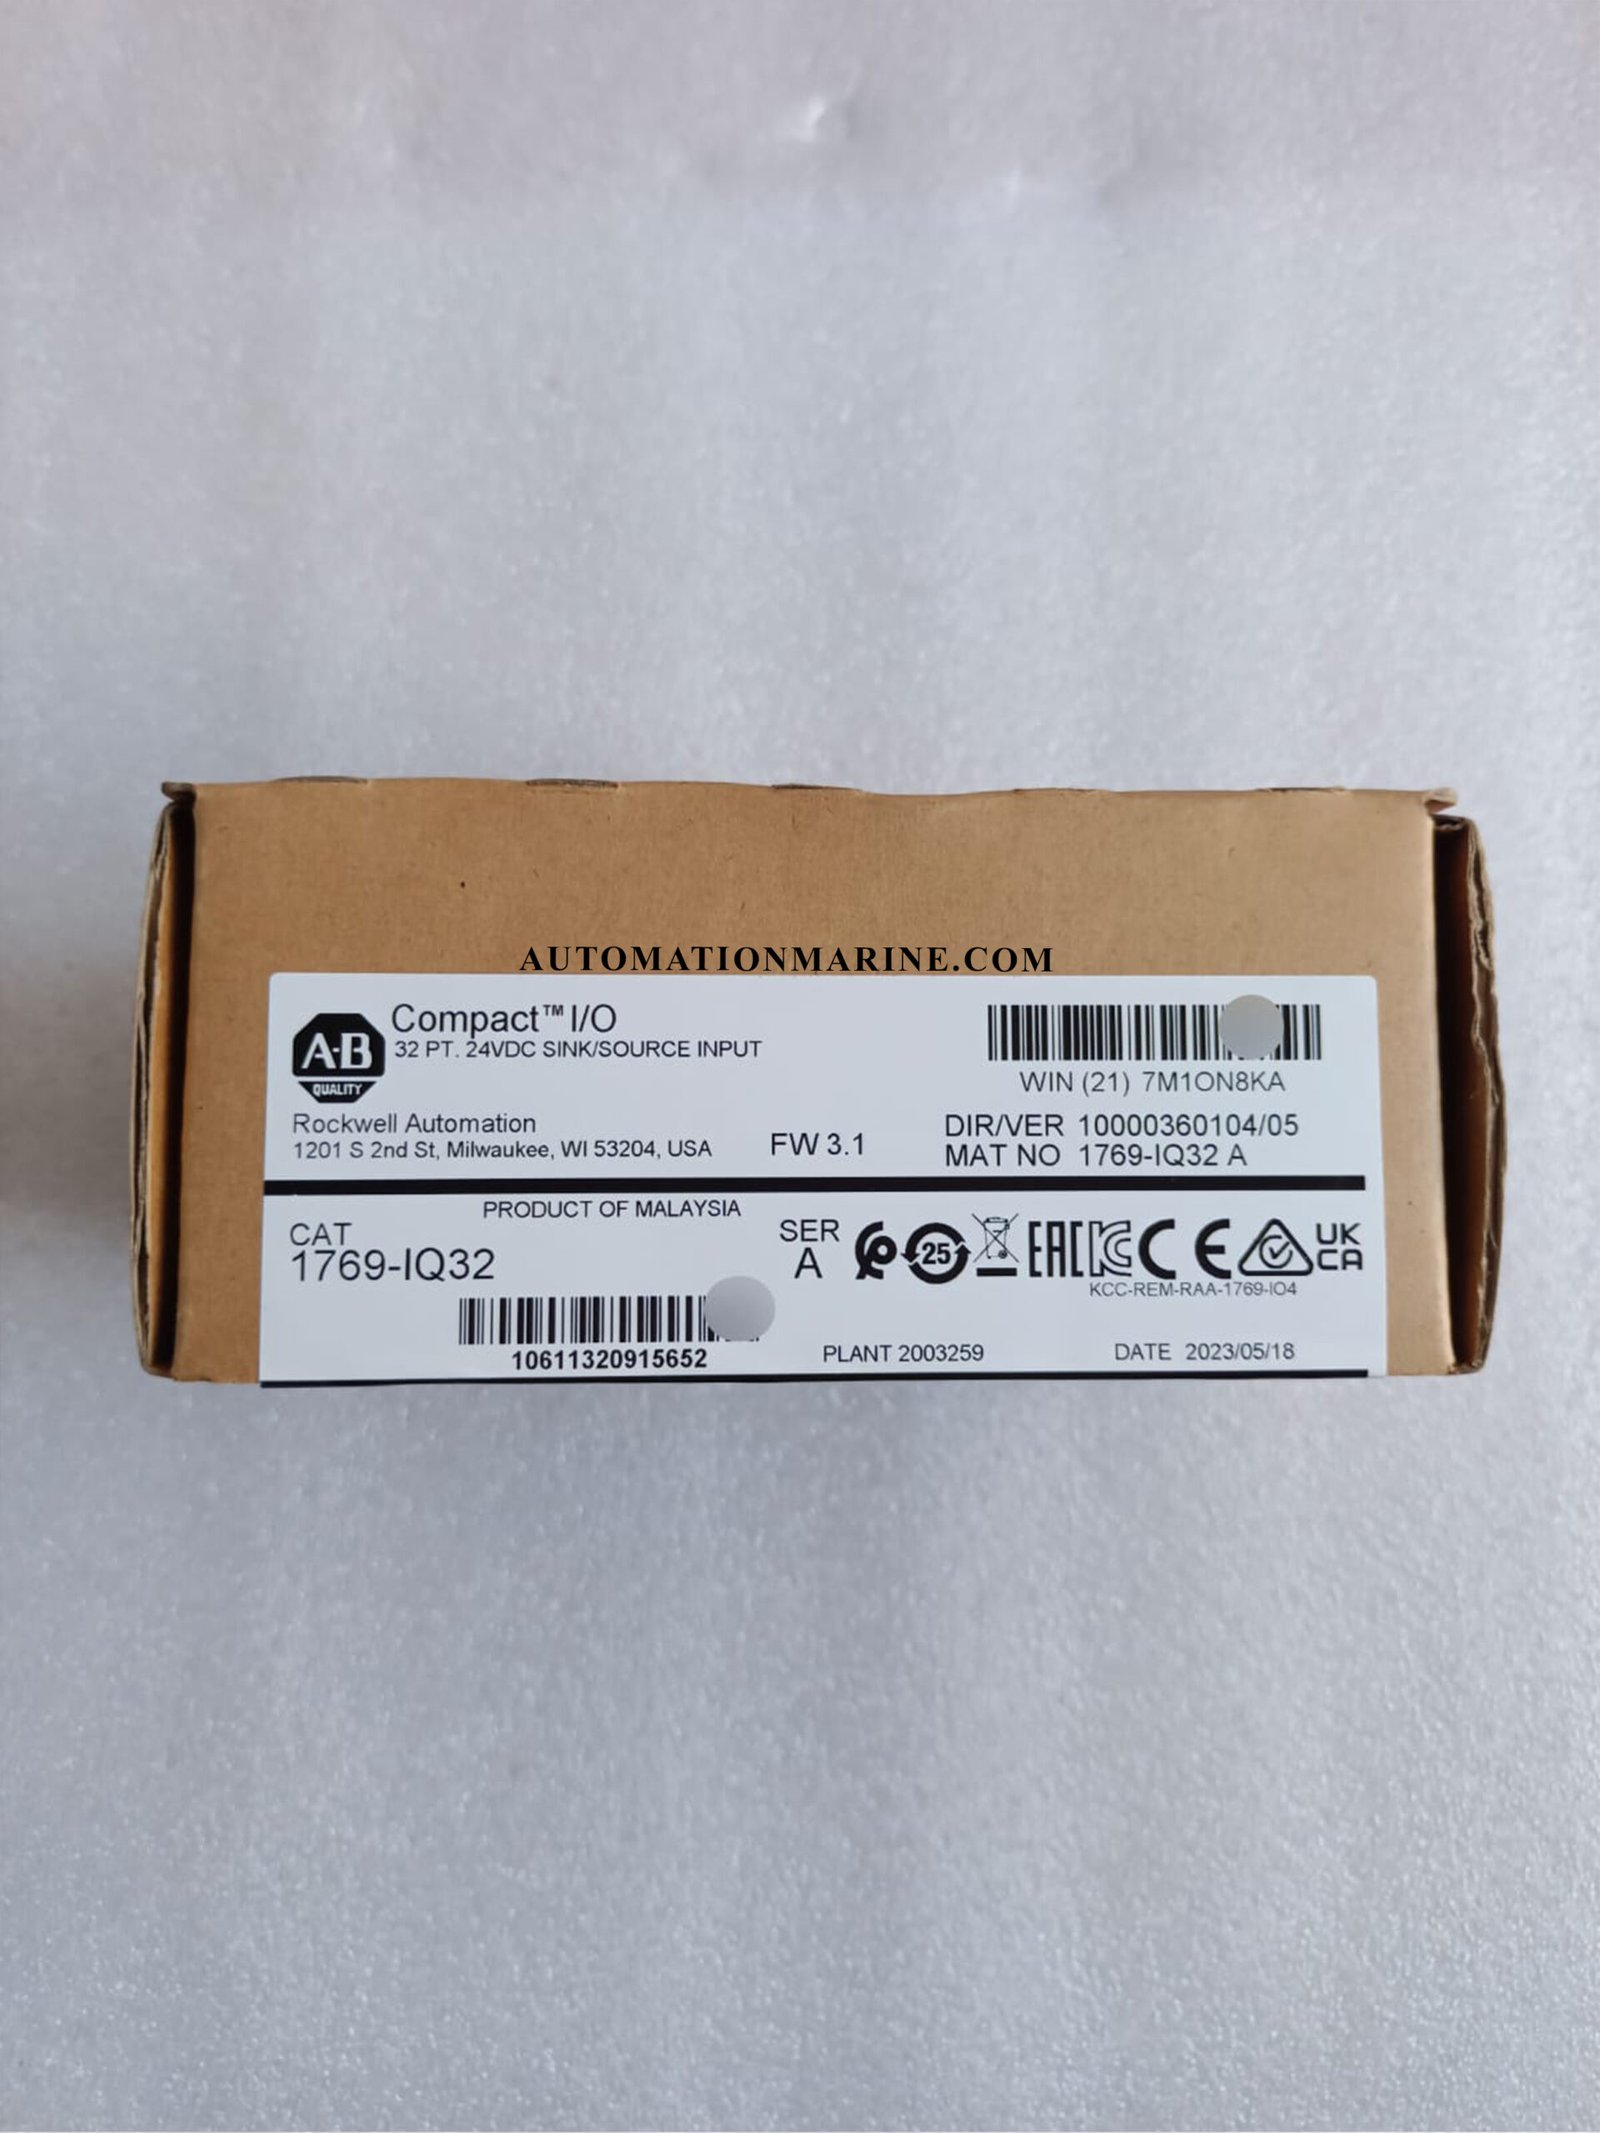 AUTOMATIONMARINE.COM
A-B
QUALITY
Compact™ I/O
32 PT. 24VDC SINK/SOURCE INPUT
Rockwell Automation
1201 S 2nd St, Milwaukee, WI 53204, USA
FW 3.1
WIN (21) 7M1ON8KA
DIR/VER 10000360104/05
MAT NO 1769-IQ32 A
PRODUCT OF MALAYSIA
CAT
1769-IQ32
10611320915652
SER
A
25
EAC
KC
CE
UK
CA
KCC-REM-RAA-1769-IO4
PLANT 2003259
DATE 2023/05/18